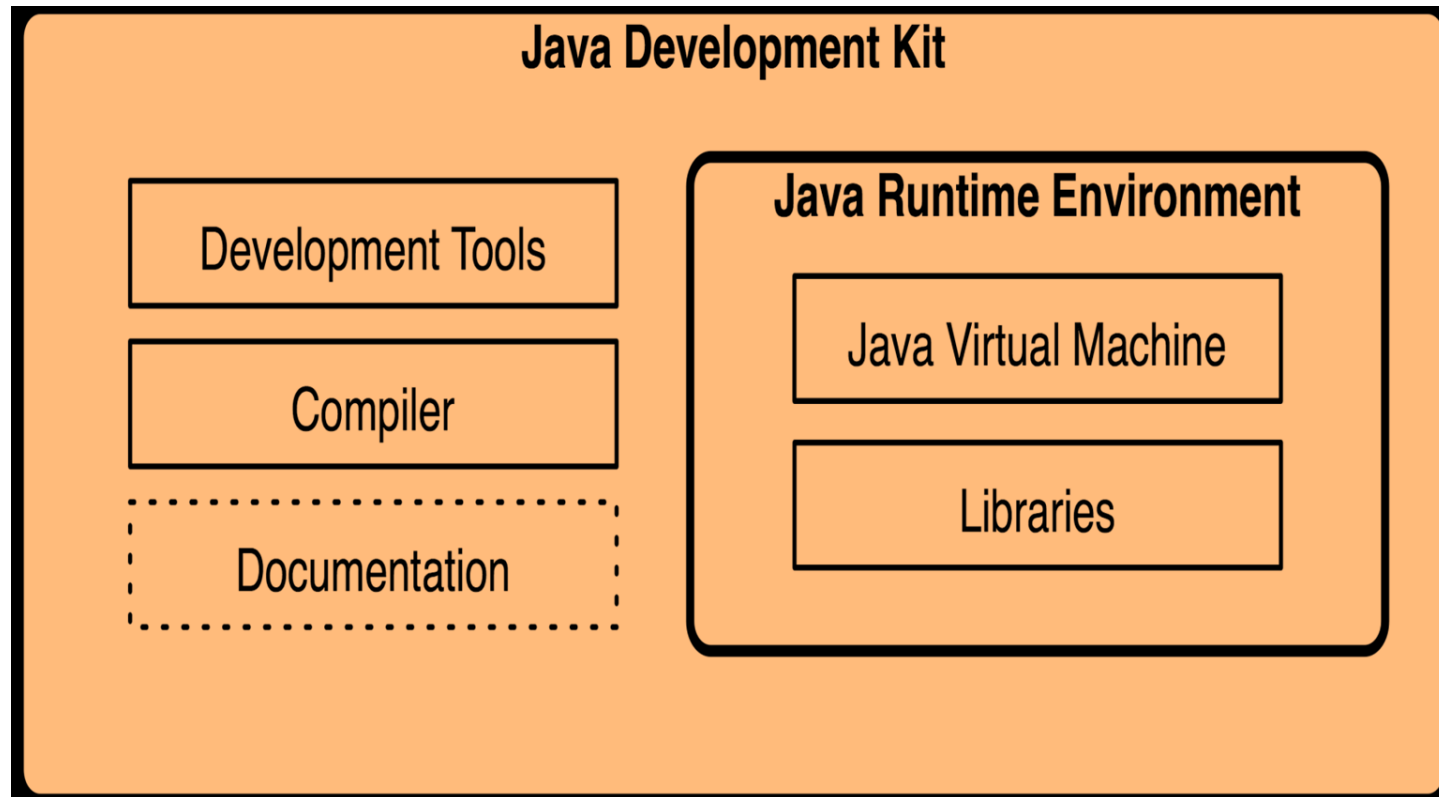 Java Development Kit
Development Tools
Compiler
Documentation
Java Runtime Environment
Java Virtual Machine
Libraries